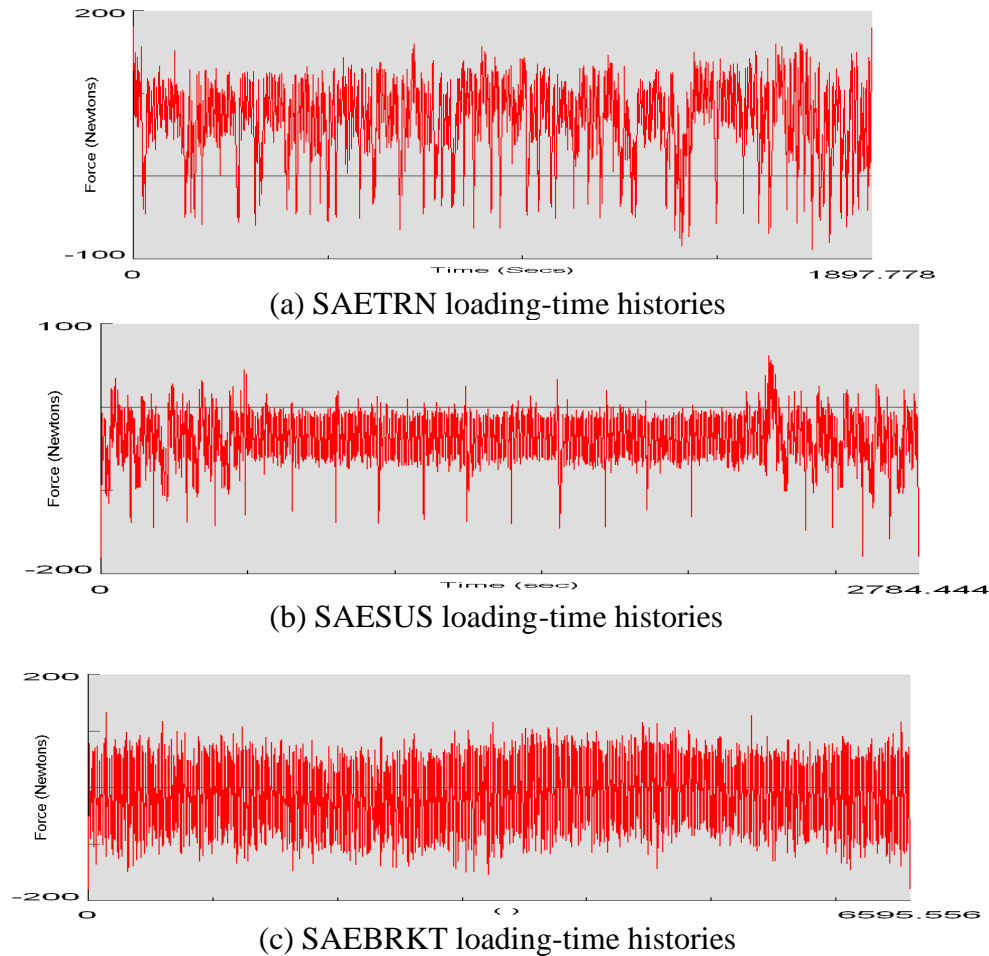 200
Force (Newtons)
-100
0
Time (Secs)
1897.778
(a) SAETRN loading-time histories
100
Force (Newtons)
-200
0
Time (sec)
2784.444
(b) SAESUS loading-time histories
200
Force (Newtons)
-200
0
( )
6595.556
(c) SAEBRKT loading-time histories